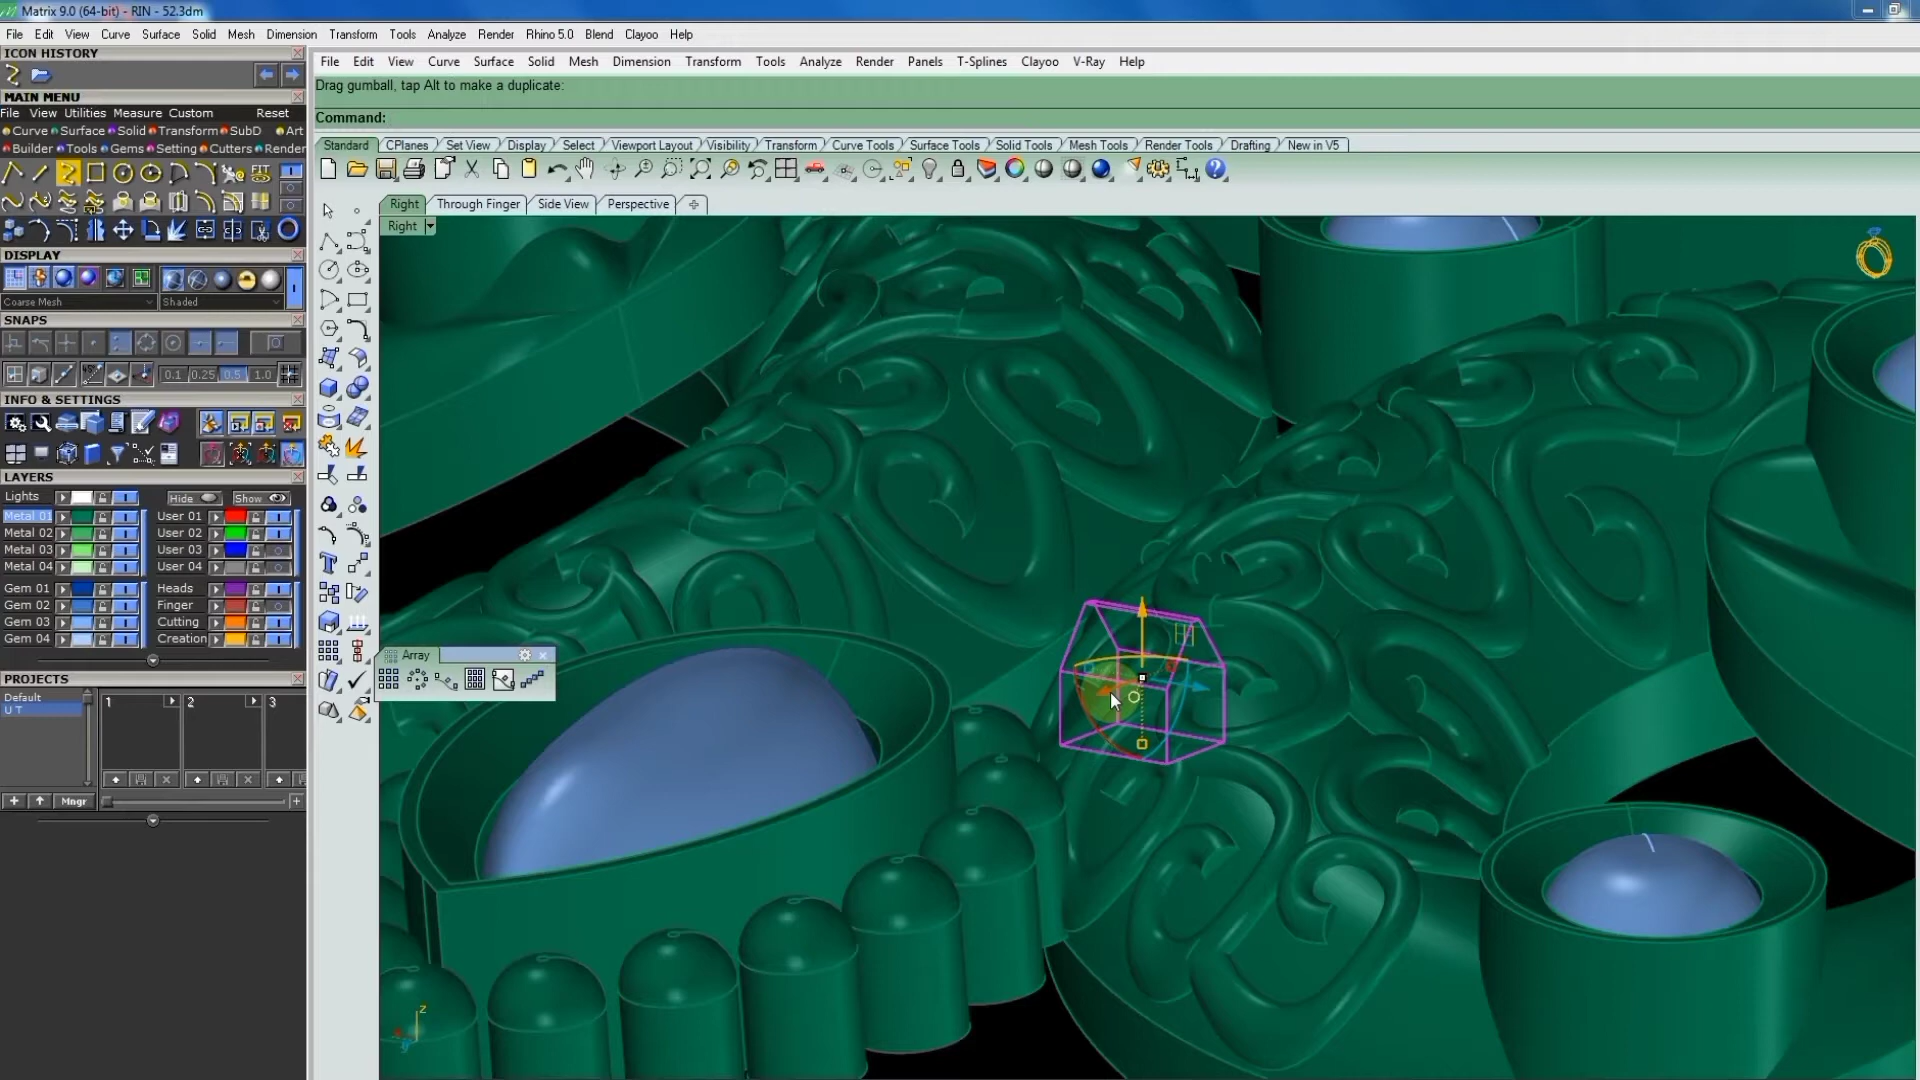 Matrix 9.0 (64-bit) - RIN - 52.3dm
File Edit View Curve Surface Solid Mesh Dimension Transform Tools Analyze Render Rhino 5.0 Blend Clayoo Help
ICON HISTORY
MAIN MENU
File View Utilities Measure Custom Reset
Curve Surface Solid Transform SubD Art
Builder Tools Gems Setting Cutters Render
FIT
DISPLAY
Coarse Mesh Shaded
SNAPS
0.1 0.25 0.5 1.0
INFO & SETTINGS
LAYERS
Lights Hide Show
Metal 01 User 01
Metal 02 User 02
Metal 03 User 03
Metal 04 User 04
Gem 01 Heads
Gem 02 Finger
Gem 03 Cutting
Gem 04 Creation
PROJECTS
Default
U T
1 2 3
Mngr
File Edit View Curve Surface Solid Mesh Dimension Transform Tools Analyze Render Panels T-Splines Clayoo V-Ray Help
Drag gumball, tap Alt to make a duplicate:
Command:
Standard CPlanes Set View Display Select Viewport Layout Visibility Transform Curve Tools Surface Tools Solid Tools Mesh Tools Render Tools Drafting New in V5
Right Through Finger Side View Perspective
Right
Array
z